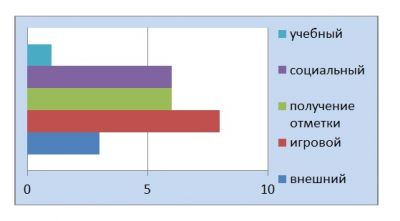 учебный
социальный
получение
отметки
игровой
внешний
0 5 10